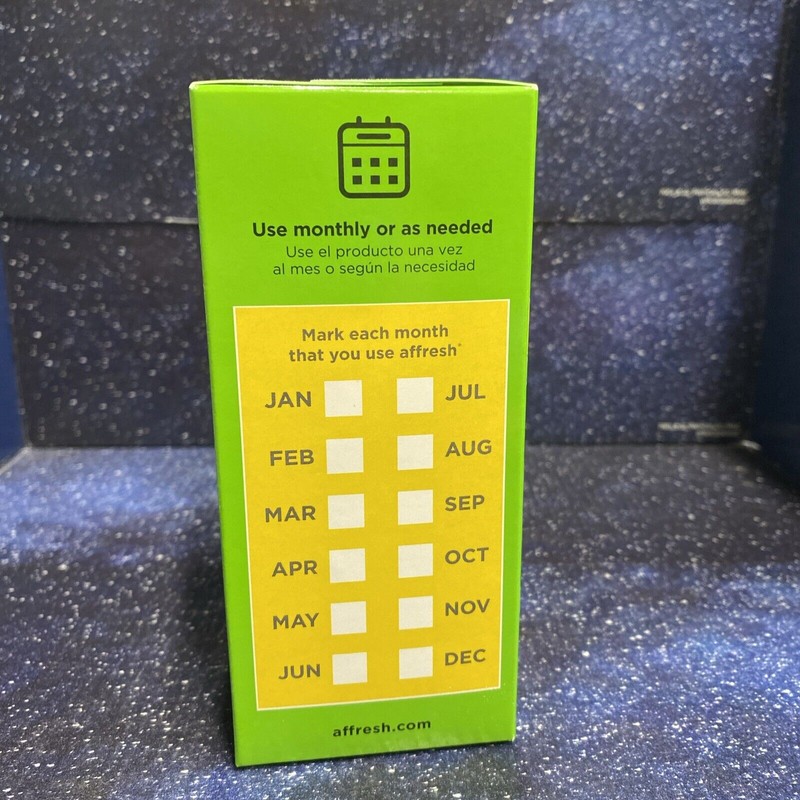 Use monthly or as needed
Use el producto una vez
al mes o según la necesidad
Mark each month
that you use affresh
JAN JUL
FEB AUG
MAR SEP
APR OCT
MAY NOV
JUN DEC
affresh.com